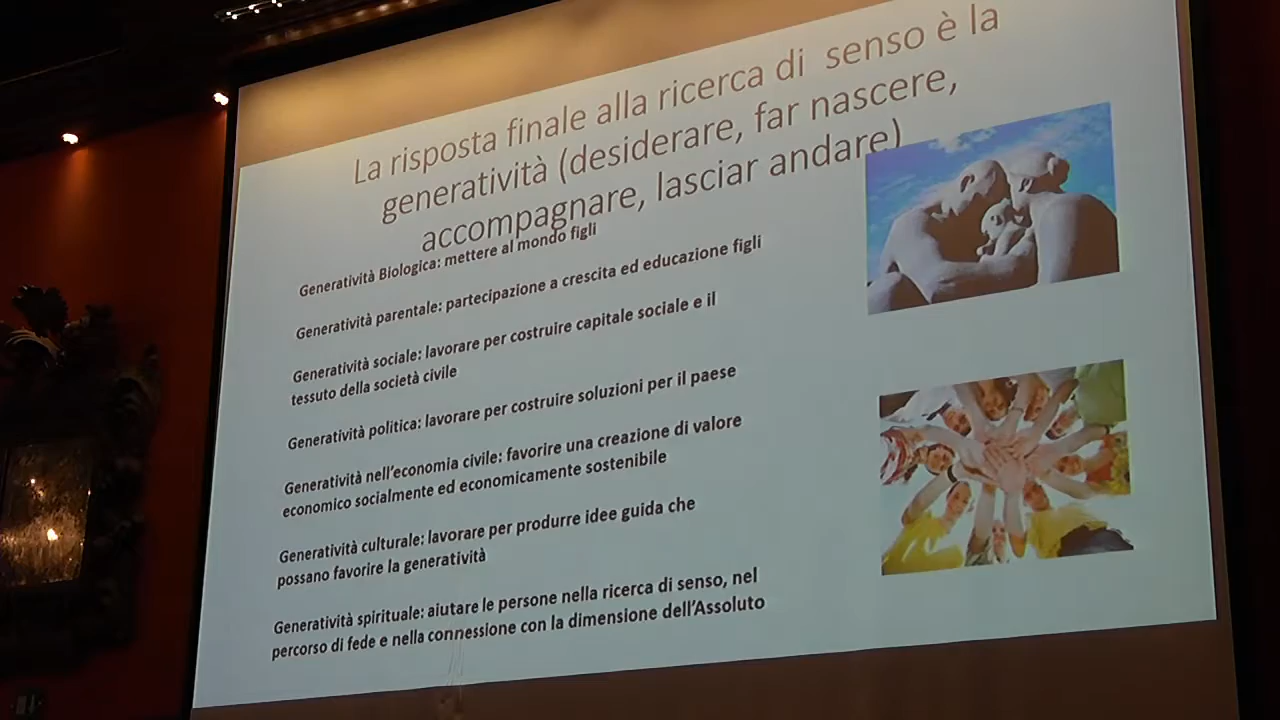 La risposta finale alla ricerca di senso è la
generatività (desiderare, far nascere,
accompagnare, lasciar andare)
Generatività Biologica: mettere al mondo figli
Generatività parentale: partecipazione a crescita ed educazione figli
Generatività sociale: lavorare per costruire capitale sociale e il
tessuto della società civile
Generatività politica: lavorare per costruire soluzioni per il paese
Generatività nell'economia civile: favorire una creazione di valore
economico socialmente ed economicamente sostenibile
Generatività culturale: lavorare per produrre idee guida che
possano favorire la generatività
Generatività spirituale: aiutare le persone nella ricerca di senso, nel
percorso di fede e nella connessione con la dimensione dell'Assoluto